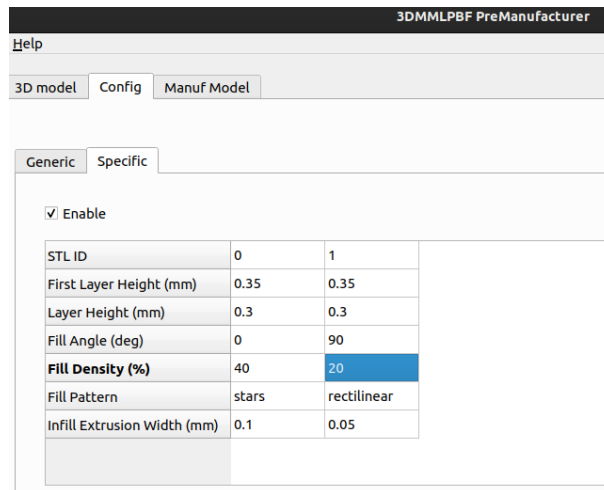 3DMMLPBF PreManufacturer
Help
3D model Config Manuf Model
Generic Specific
Enable
STL ID 0 1
First Layer Height (mm) 0.35 0.35
Layer Height (mm) 0.3 0.3
Fill Angle (deg) 0 90
Fill Density (%) 40 20
Fill Pattern stars rectilinear
Infill Extrusion Width (mm) 0.1 0.05